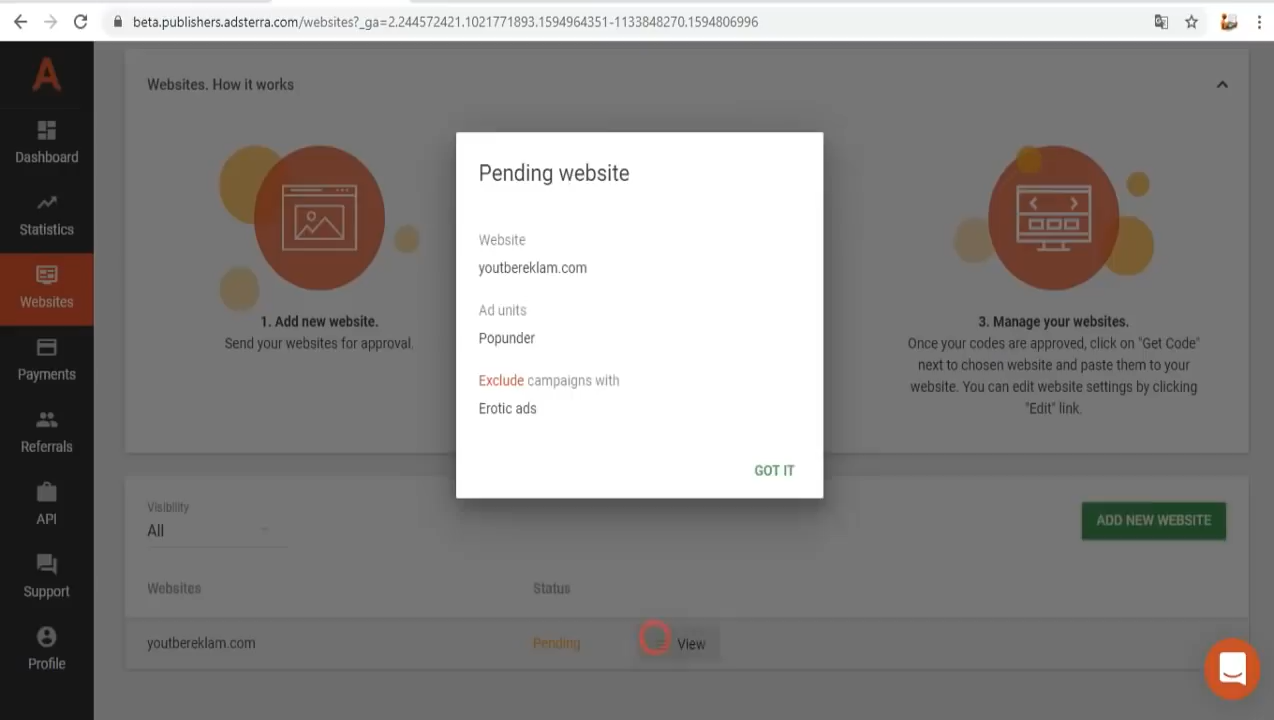 beta.publishers.adsterra.com/websites?_ga=2.244572421.1021771893.1594964351-1133848270.1594806996
A
Dashboard
Statistics
Websites
Payments
Referrals
API
Support
Profile
Websites. How it works
1. Add new website.
Send your websites for approval.
3. Manage your websites.
Once your codes are approved, click on "Get Code"
next to chosen website and paste them to your
website. You can edit website settings by clicking
"Edit" link.
Pending website
Website
youtbereklam.com
Ad units
Popunder
Exclude campaigns with
Erotic ads
GOT IT
Visibility
All
ADD NEW WEBSITE
Websites Status
youtbereklam.com Pending View